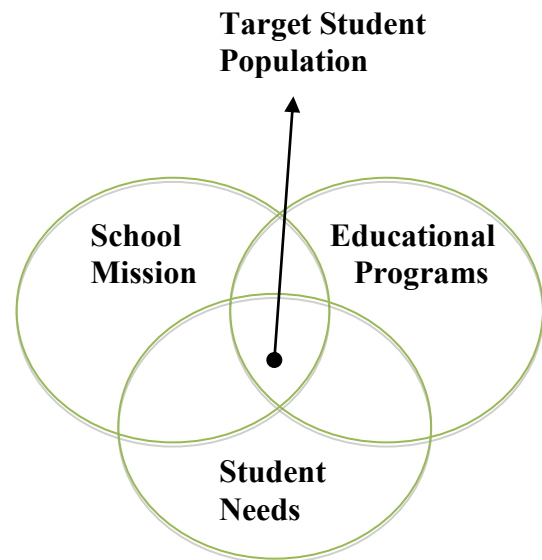 Target Student
Population
School
Mission
Educational
Programs
Student
Needs